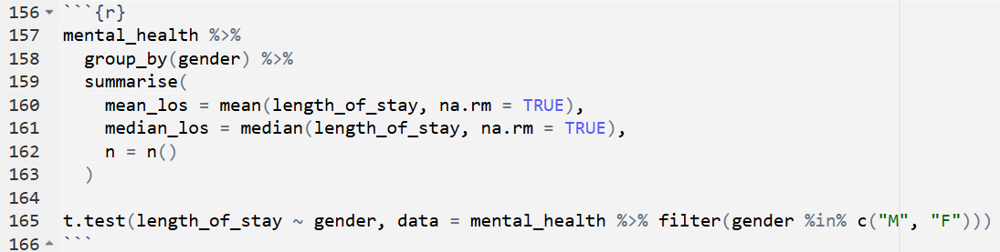 156 ```{r}
157 mental_health %>%
158   group_by(gender) %>%
159   summarise(
160     mean_los = mean(length_of_stay, na.rm = TRUE),
161     median_los = median(length_of_stay, na.rm = TRUE),
162     n = n()
163   )
164
165 t.test(length_of_stay ~ gender, data = mental_health %>% filter(gender %in% c("M", "F")))
166 ```